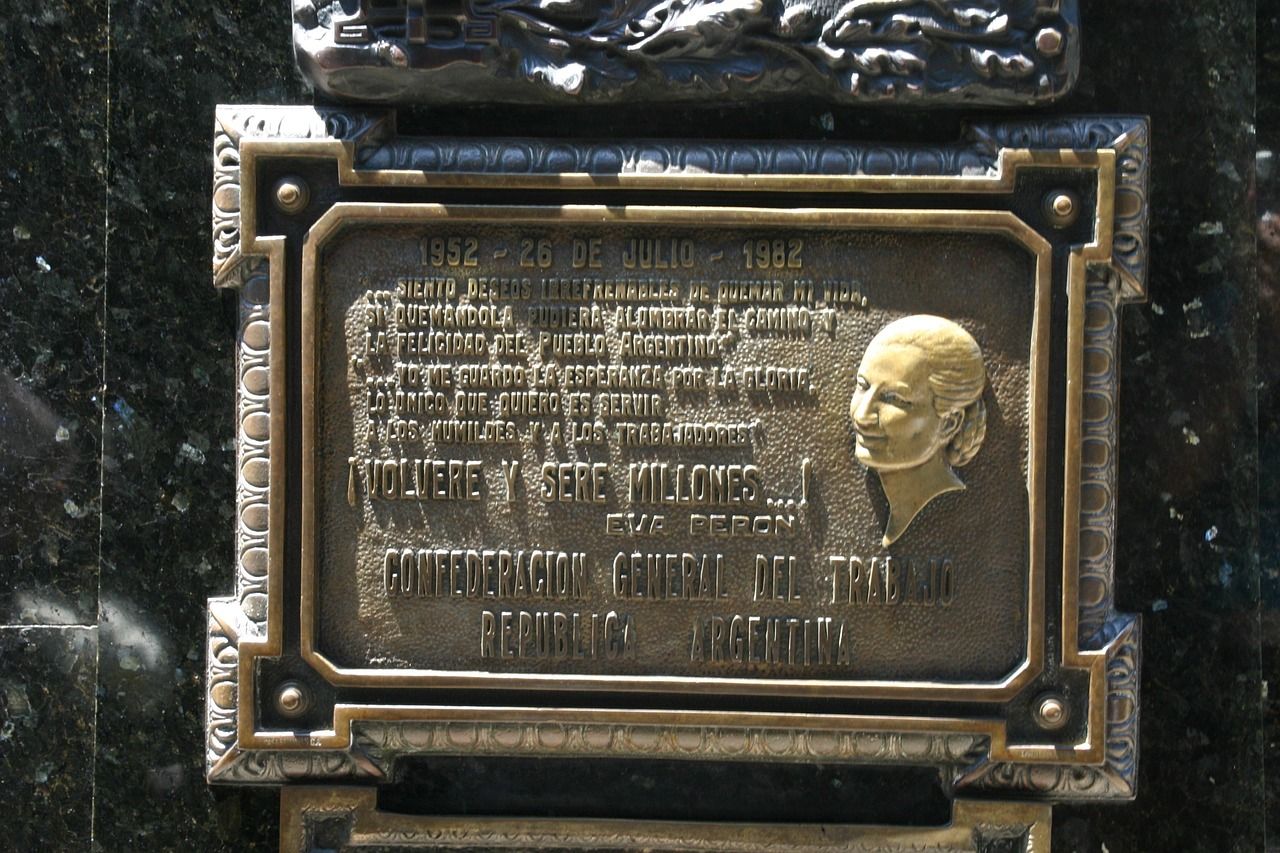 1952 - 26 DE JULIO - 1982
"... SIENTO DESEOS IRREFRENABLES DE QUEMAR MI VIDA,
SI QUEMANDOLA PUDIERA ALUMBRAR EL CAMINO Y
LA FELICIDAD DEL PUEBLO ARGENTINO"
"... YO ME GUARDO LA ESPERANZA POR LA GLORIA,
LO UNICO QUE QUIERO ES SERVIR
A LOS HUMILDES Y A LOS TRABAJADORES"
¡VOLVERE Y SERE MILLONES...!
EVA PERON
CONFEDERACION GENERAL DEL TRABAJO
REPUBLICA ARGENTINA